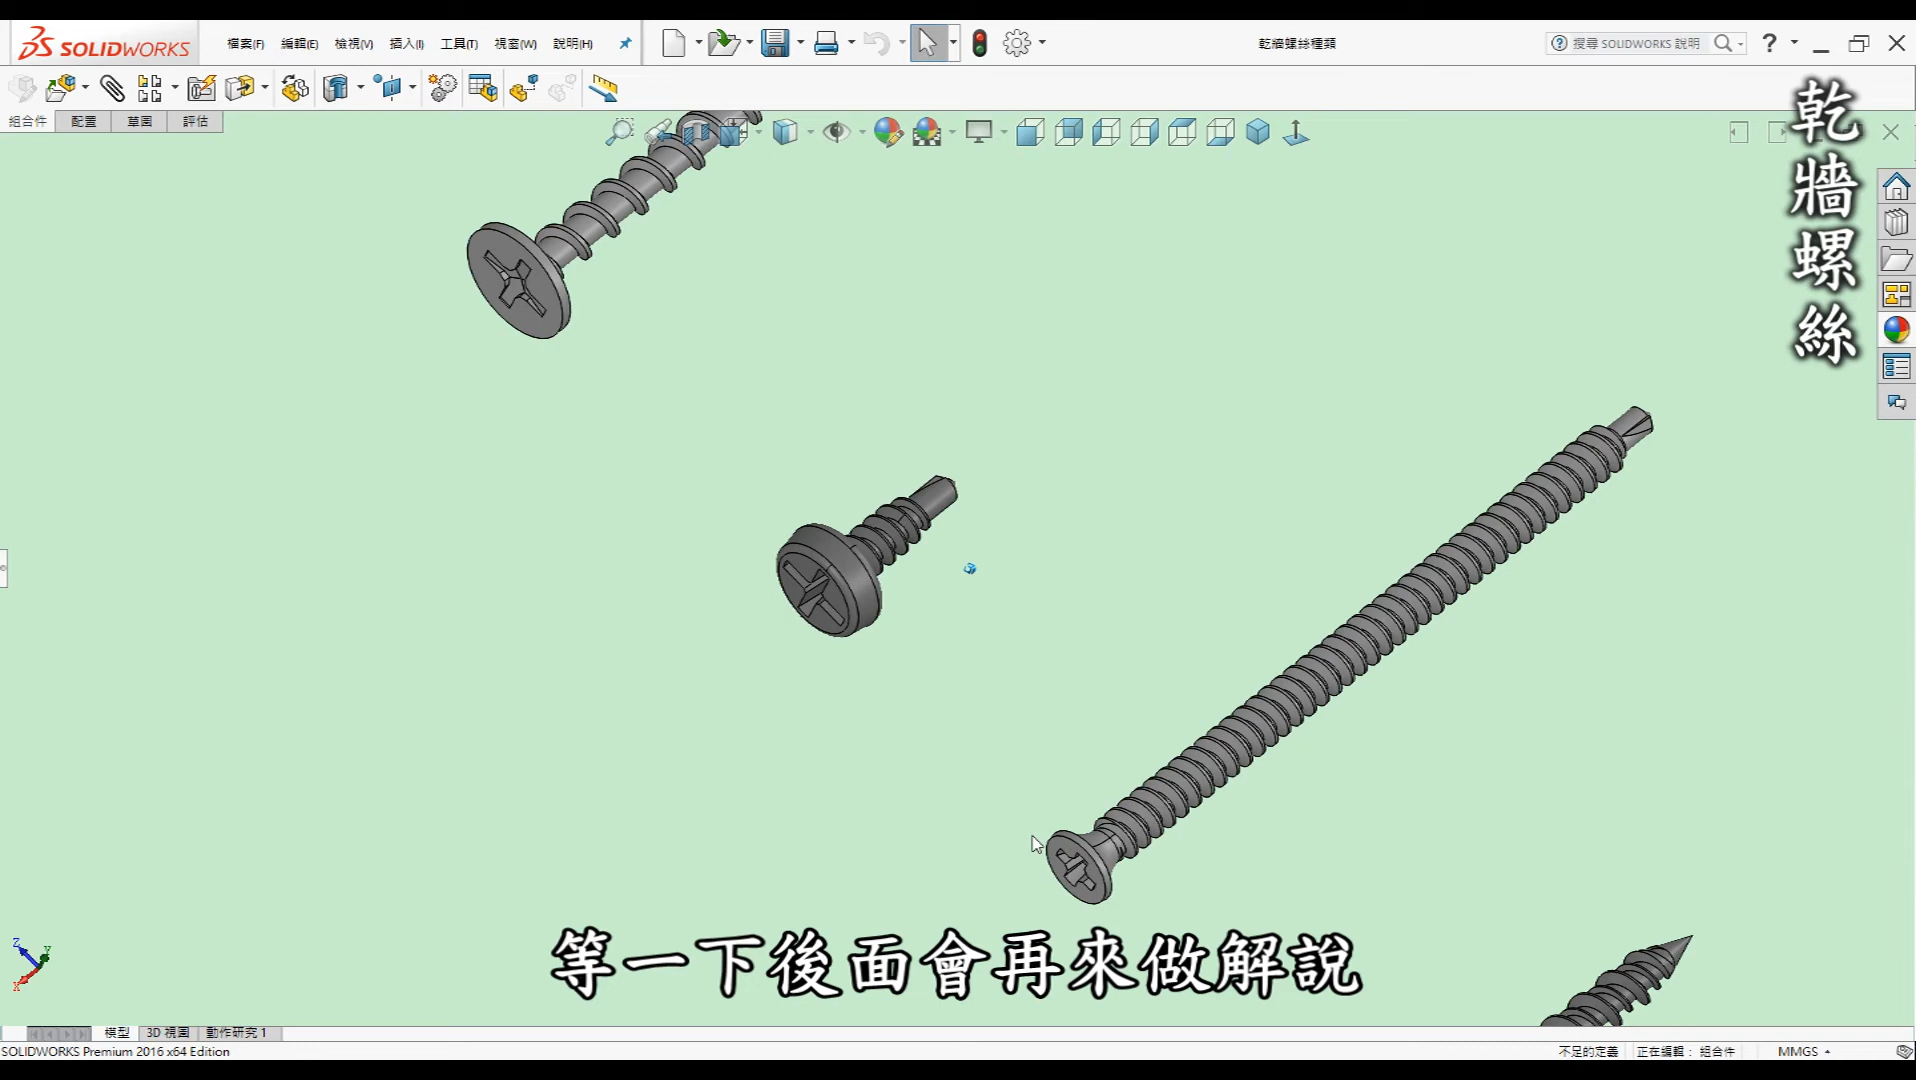 SOLIDWORKS
檔案(F) 編輯(E) 檢視(V) 插入(I) 工具(T) 視窗(W) 說明(H)
乾牆螺絲種類
搜尋 SOLIDWORKS 說明
組合件 配置 草圖 評估
乾牆螺絲
等一下後面會再來做解說
Z Y X
模型 3D 視圖 動作研究 1
SOLIDWORKS Premium 2016 x64 Edition
不足的定義 正在編輯： 組合件 MMGS